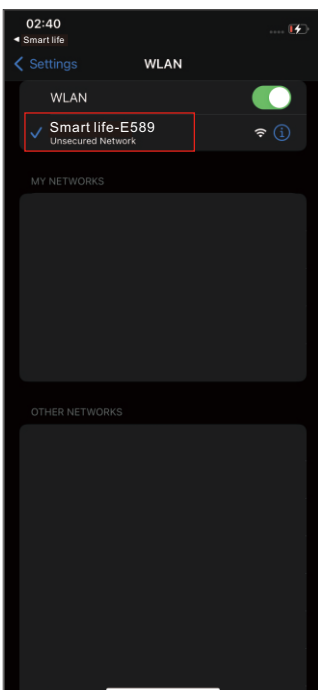 02:40
◀ Smart life
Settings
WLAN
WLAN
Smart life-E589
Unsecured Network
MY NETWORKS
OTHER NETWORKS